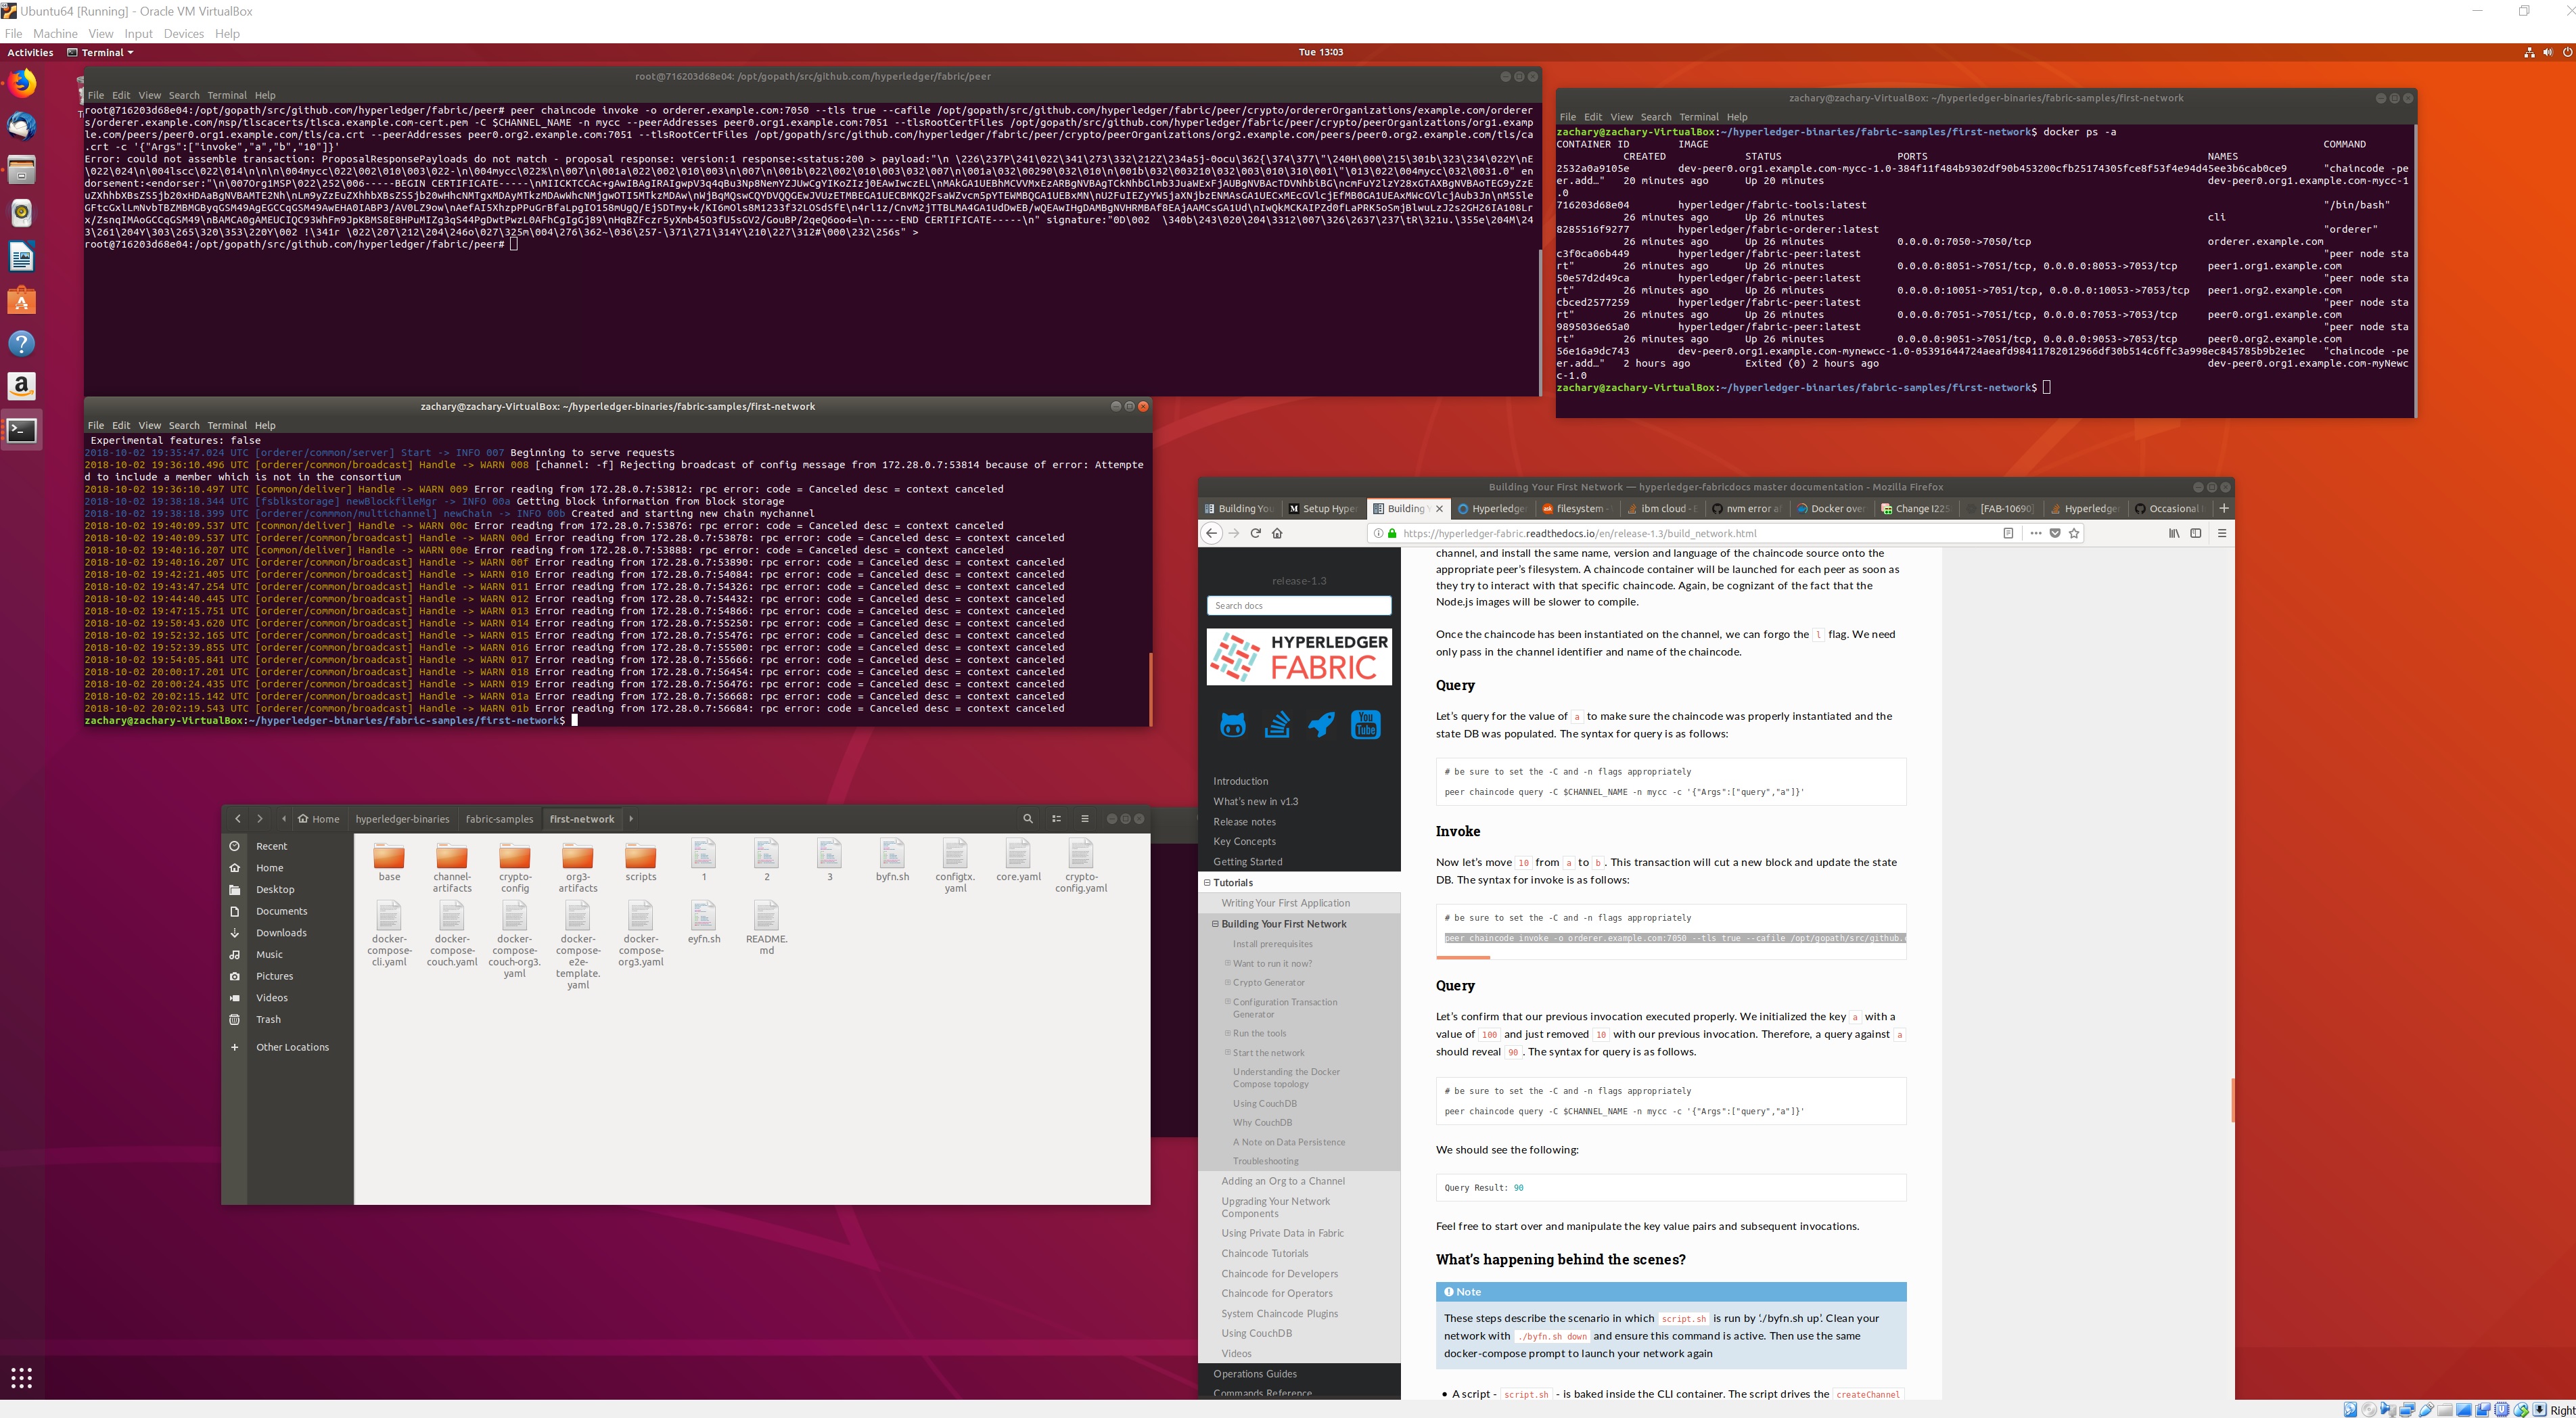 Ubuntu64 [Running] - Oracle VM VirtualBox
File Machine View Input Devices Help
Activities Terminal Tue 13:03
root@716203d68e04: /opt/gopath/src/github.com/hyperledger/fabric/peer
File Edit View Search Terminal Help
root@716203d68e04:/opt/gopath/src/github.com/hyperledger/fabric/peer# peer chaincode invoke -o orderer.example.com:7050 --tls true --cafile /opt/gopath/src/github.com/hyperledger/fabric/peer/crypto/ordererOrganizations/example.com/orderer
s/orderer.example.com/msp/tlscacerts/tlsca.example.com-cert.pem -C $CHANNEL_NAME -n mycc --peerAddresses peer0.org1.example.com:7051 --tlsRootCertFiles /opt/gopath/src/github.com/hyperledger/fabric/peer/crypto/peerOrganizations/org1.examp
le.com/peers/peer0.org1.example.com/tls/ca.crt --peerAddresses peer0.org2.example.com:7051 --tlsRootCertFiles /opt/gopath/src/github.com/hyperledger/fabric/peer/crypto/peerOrganizations/org2.example.com/peers/peer0.org2.example.com/tls/ca
.crt -c '{"Args":["invoke","a","b","10"]}'
Error: could not assemble transaction: ProposalResponsePayloads do not match - proposal response: version:1 response:<status:200 > payload:
dorsement:<endorser:"\n\007Org1MSP\022\252\006-----BEGIN CERTIFICATE-----
-----END CERTIFICATE-----\n" signature:
root@716203d68e04:/opt/gopath/src/github.com/hyperledger/fabric/peer#
zachary@zachary-VirtualBox: ~/hyperledger-binaries/fabric-samples/first-network
File Edit View Search Terminal Help
zachary@zachary-VirtualBox:~/hyperledger-binaries/fabric-samples/first-network$ docker ps -a
CONTAINER ID IMAGE COMMAND
CREATED STATUS PORTS NAMES
2532a0a9105e dev-peer0.org1.example.com-mycc-1.0-384f11f484b9302df90b453200cfb25174305fce8f53f4e94d45ee3b6cab0ce9 "chaincode -pe
er.add…" 20 minutes ago Up 20 minutes dev-peer0.org1.example.com-mycc-1
.0
716203d68e04 hyperledger/fabric-tools:latest "/bin/bash"
26 minutes ago Up 26 minutes cli
8285516f9277 hyperledger/fabric-orderer:latest "orderer"
26 minutes ago Up 26 minutes 0.0.0.0:7050->7050/tcp orderer.example.com
c3f0ca06b449 hyperledger/fabric-peer:latest "peer node sta
rt" 26 minutes ago Up 26 minutes 0.0.0.0:8051->7051/tcp, 0.0.0.0:8053->7053/tcp peer1.org1.example.com
50e57d2d49ca hyperledger/fabric-peer:latest "peer node sta
rt" 26 minutes ago Up 26 minutes 0.0.0.0:10051->7051/tcp, 0.0.0.0:10053->7053/tcp peer1.org2.example.com
cbced2577259 hyperledger/fabric-peer:latest "peer node sta
rt" 26 minutes ago Up 26 minutes 0.0.0.0:7051->7051/tcp, 0.0.0.0:7053->7053/tcp peer0.org1.example.com
9895036e65a0 hyperledger/fabric-peer:latest "peer node sta
rt" 26 minutes ago Up 26 minutes 0.0.0.0:9051->7051/tcp, 0.0.0.0:9053->7053/tcp peer0.org2.example.com
56e16a9dc743 dev-peer0.org1.example.com-mynewcc-1.0-05391644724aeafd98411782012966df30b514c6ffc3a998ec845785b9b2e1ec "chaincode -pe
er.add…" 2 hours ago Exited (0) 2 hours ago dev-peer0.org1.example.com-myNewc
c-1.0
zachary@zachary-VirtualBox:~/hyperledger-binaries/fabric-samples/first-network$
zachary@zachary-VirtualBox: ~/hyperledger-binaries/fabric-samples/first-network
File Edit View Search Terminal Help
Experimental features: false
2018-10-02 19:35:47.024 UTC [orderer/common/server] Start -> INFO 007 Beginning to serve requests
2018-10-02 19:36:10.496 UTC [orderer/common/broadcast] Handle -> WARN 008 [channel: -f] Rejecting broadcast of config message from 172.28.0.7:53814 because of error: Attempte
d to include a member which is not in the consortium
2018-10-02 19:36:10.497 UTC [common/deliver] Handle -> WARN 009 Error reading from 172.28.0.7:53812: rpc error: code = Canceled desc = context canceled
2018-10-02 19:38:18.344 UTC [fsblkstorage] newBlockfileMgr -> INFO 00a Getting block information from block storage
2018-10-02 19:38:18.399 UTC [orderer/commmon/multichannel] newChain -> INFO 00b Created and starting new chain mychannel
2018-10-02 19:40:09.537 UTC [common/deliver] Handle -> WARN 00c Error reading from 172.28.0.7:53876: rpc error: code = Canceled desc = context canceled
2018-10-02 19:40:09.537 UTC [orderer/common/broadcast] Handle -> WARN 00d Error reading from 172.28.0.7:53878: rpc error: code = Canceled desc = context canceled
2018-10-02 19:40:16.207 UTC [common/deliver] Handle -> WARN 00e Error reading from 172.28.0.7:53888: rpc error: code = Canceled desc = context canceled
2018-10-02 19:40:16.207 UTC [orderer/common/broadcast] Handle -> WARN 00f Error reading from 172.28.0.7:53890: rpc error: code = Canceled desc = context canceled
2018-10-02 19:42:21.405 UTC [orderer/common/broadcast] Handle -> WARN 010 Error reading from 172.28.0.7:54084: rpc error: code = Canceled desc = context canceled
2018-10-02 19:43:47.254 UTC [orderer/common/broadcast] Handle -> WARN 011 Error reading from 172.28.0.7:54326: rpc error: code = Canceled desc = context canceled
2018-10-02 19:44:40.445 UTC [orderer/common/broadcast] Handle -> WARN 012 Error reading from 172.28.0.7:54432: rpc error: code = Canceled desc = context canceled
2018-10-02 19:47:15.751 UTC [orderer/common/broadcast] Handle -> WARN 013 Error reading from 172.28.0.7:54866: rpc error: code = Canceled desc = context canceled
2018-10-02 19:50:43.620 UTC [orderer/common/broadcast] Handle -> WARN 014 Error reading from 172.28.0.7:55250: rpc error: code = Canceled desc = context canceled
2018-10-02 19:52:32.165 UTC [orderer/common/broadcast] Handle -> WARN 015 Error reading from 172.28.0.7:55476: rpc error: code = Canceled desc = context canceled
2018-10-02 19:52:39.855 UTC [orderer/common/broadcast] Handle -> WARN 016 Error reading from 172.28.0.7:55500: rpc error: code = Canceled desc = context canceled
2018-10-02 19:54:05.841 UTC [orderer/common/broadcast] Handle -> WARN 017 Error reading from 172.28.0.7:55666: rpc error: code = Canceled desc = context canceled
2018-10-02 20:00:17.201 UTC [orderer/common/broadcast] Handle -> WARN 018 Error reading from 172.28.0.7:56454: rpc error: code = Canceled desc = context canceled
2018-10-02 20:00:24.435 UTC [orderer/common/broadcast] Handle -> WARN 019 Error reading from 172.28.0.7:56476: rpc error: code = Canceled desc = context canceled
2018-10-02 20:02:15.142 UTC [orderer/common/broadcast] Handle -> WARN 01a Error reading from 172.28.0.7:56668: rpc error: code = Canceled desc = context canceled
2018-10-02 20:02:19.543 UTC [orderer/common/broadcast] Handle -> WARN 01b Error reading from 172.28.0.7:56684: rpc error: code = Canceled desc = context canceled
zachary@zachary-VirtualBox:~/hyperledger-binaries/fabric-samples/first-network$
Home hyperledger-binaries fabric-samples first-network
Recent
Home
Desktop
Documents
Downloads
Music
Pictures
Videos
Trash
Other Locations
base
channel-artifacts
crypto-config
org3-artifacts
scripts
1
2
3
byfn.sh
configtx.yaml
core.yaml
crypto-config.yaml
docker-compose-cli.yaml
docker-compose-couch.yaml
docker-compose-couch-org3.yaml
docker-compose-e2e-template.yaml
docker-compose-org3.yaml
eyfn.sh
README.md
Building Your First Network — hyperledger-fabricdocs master documentation - Mozilla Firefox
Building You Setup Hyper Building Y Hyperledge filesystem - ibm cloud - E nvm error a Docker over Change I225 [FAB-10690] Hyperledge Occasional
https://hyperledger-fabric.readthedocs.io/en/release-1.3/build_network.html
release-1.3
Search docs
HYPERLEDGER
FABRIC
You
Tube
Introduction
What's new in v1.3
Release notes
Key Concepts
Getting Started
Tutorials
Writing Your First Application
Building Your First Network
Install prerequisites
Want to run it now?
Crypto Generator
Configuration Transaction
Generator
Run the tools
Start the network
Understanding the Docker
Compose topology
Using CouchDB
Why CouchDB
A Note on Data Persistence
Troubleshooting
Adding an Org to a Channel
Upgrading Your Network
Components
Using Private Data in Fabric
Chaincode Tutorials
Chaincode for Developers
Chaincode for Operators
System Chaincode Plugins
Using CouchDB
Videos
Operations Guides
Commands Reference
channel, and install the same name, version and language of the chaincode source onto the
appropriate peer's filesystem. A chaincode container will be launched for each peer as soon as
they try to interact with that specific chaincode. Again, be cognizant of the fact that the
Node.js images will be slower to compile.
Once the chaincode has been instantiated on the channel, we can forgo the l flag. We need
only pass in the channel identifier and name of the chaincode.
Query
Let's query for the value of a to make sure the chaincode was properly instantiated and the
state DB was populated. The syntax for query is as follows:
# be sure to set the -C and -n flags appropriately
peer chaincode query -C $CHANNEL_NAME -n mycc -c '{"Args":["query","a"]}'
Invoke
Now let's move 10 from a to b. This transaction will cut a new block and update the state
DB. The syntax for invoke is as follows:
# be sure to set the -C and -n flags appropriately
peer chaincode invoke -o orderer.example.com:7050 --tls true --cafile /opt/gopath/src/github.
Query
Let's confirm that our previous invocation executed properly. We initialized the key a with a
value of 100 and just removed 10 with our previous invocation. Therefore, a query against a
should reveal 90. The syntax for query is as follows.
# be sure to set the -C and -n flags appropriately
peer chaincode query -C $CHANNEL_NAME -n mycc -c '{"Args":["query","a"]}'
We should see the following:
Query Result: 90
Feel free to start over and manipulate the key value pairs and subsequent invocations.
What's happening behind the scenes?
Note
These steps describe the scenario in which script.sh is run by './byfn.sh up'. Clean your
network with ./byfn.sh down and ensure this command is active. Then use the same
docker-compose prompt to launch your network again
• A script - script.sh - is baked inside the CLI container. The script drives the createChannel
Right